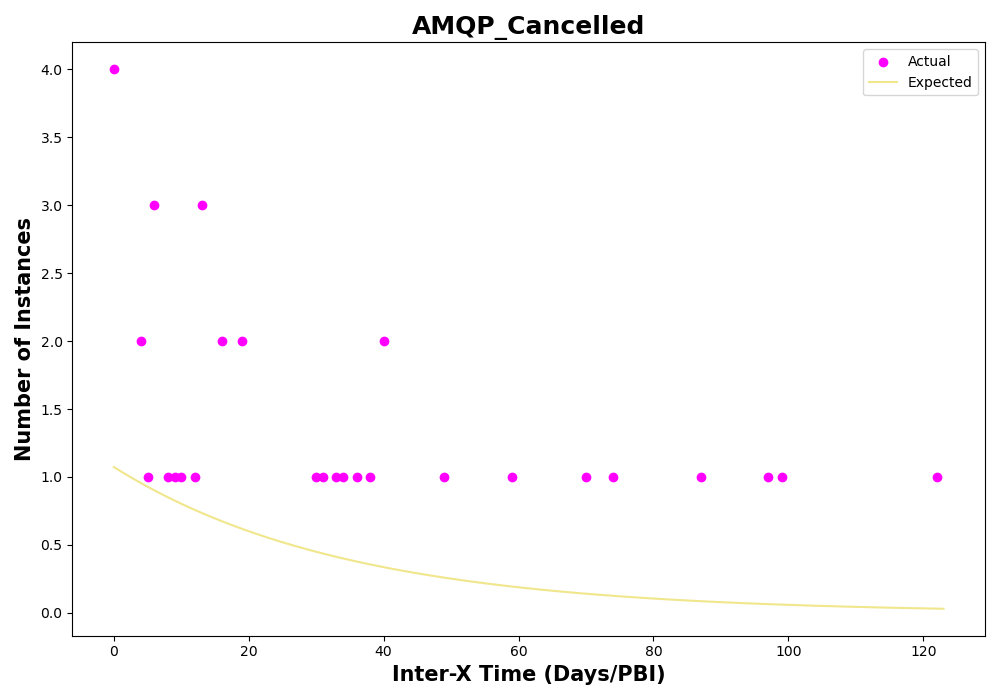 AMQP_Cancelled
Actual
Expected
4.0
3.5
3.0
2.5
2.0
1.5
1.0
0.5
0.0
Number of Instances
0 20 40 60 80 100 120
Inter-X Time (Days/PBI)